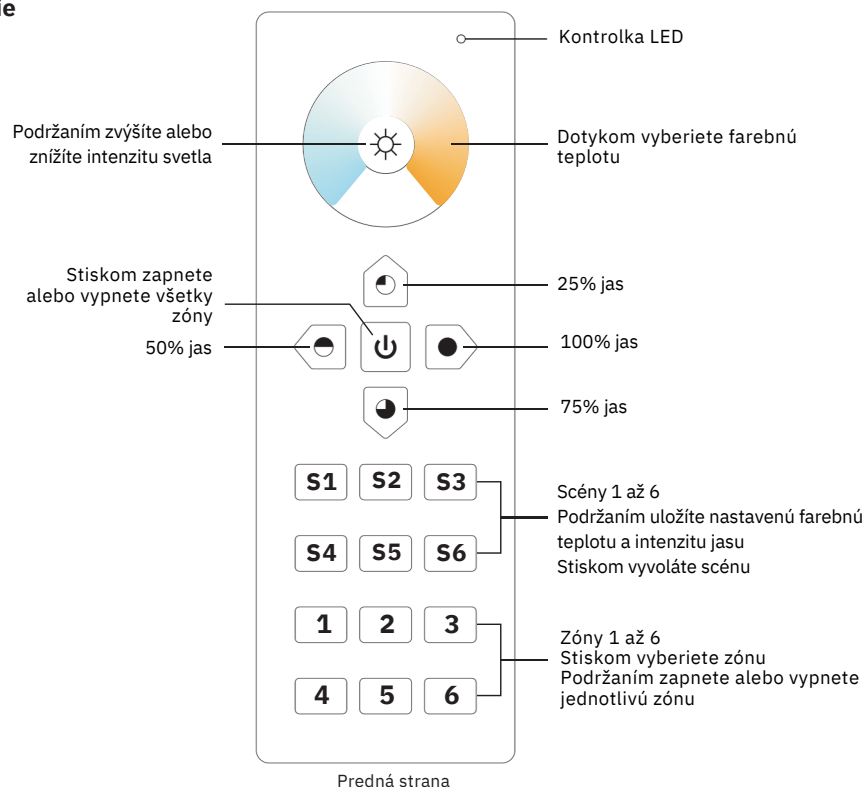 ie
Kontrolka LED
Podržaním zvýšíte alebo
znížíte intenzitu svetla
Dotykom vyberiete farebnú
teplotu
Stiskom zapnete
alebo vypnete všetky
zóny
25% jas
50% jas
100% jas
75% jas
S1 S2 S3
S4 S5 S6
Scény 1 až 6
Podržaním uložíte nastavenú farebnú
teplotu a intenzitu jasu
Stiskom vyvoláte scénu
1 2 3
4 5 6
Zóny 1 až 6
Stiskom vyberiete zónu
Podržaním zapnete alebo vypnete
jednotlivú zónu
Predná strana